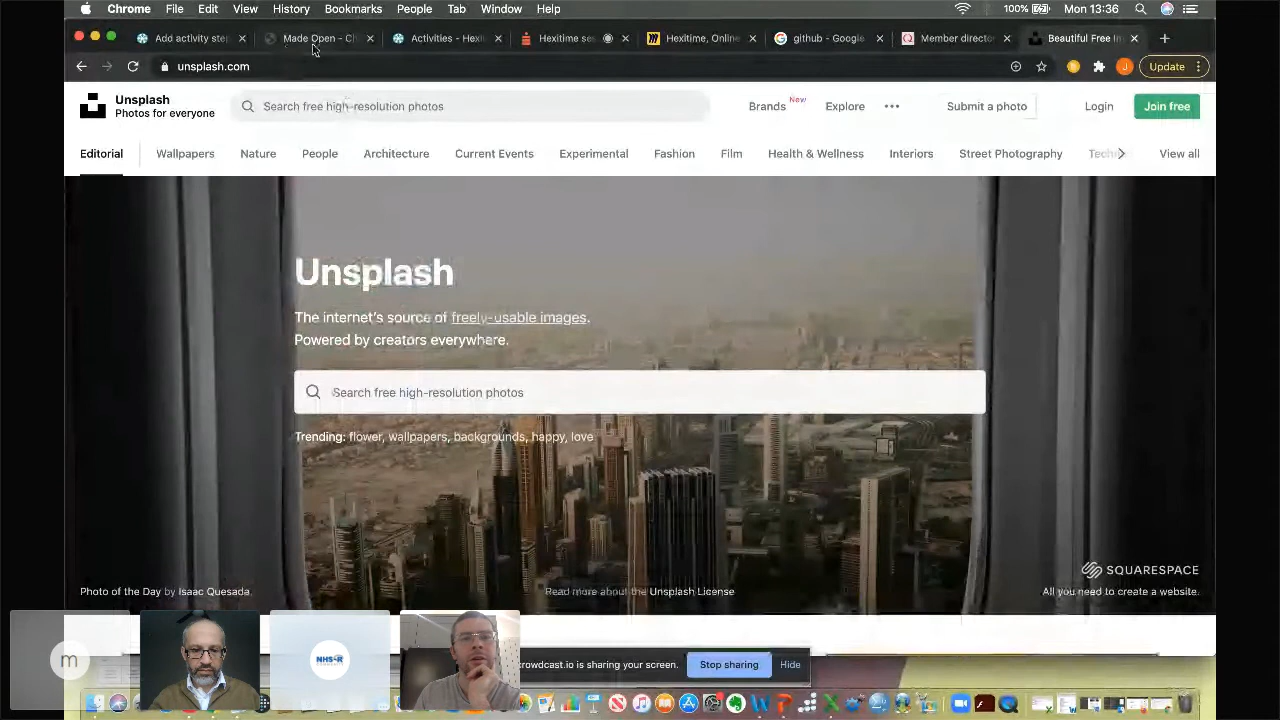 Chrome File Edit View History Bookmarks People Tab Window Help 100% Mon 13:36
Add activity ste Made Open - Ch Activities - Hexi Hexitime se Hexitime, Onlin github - Google Member direct Beautiful Free I
unsplash.com J Update
Unsplash
Photos for everyone
Search free high-resolution photos
Brands New Explore Submit a photo Login Join free
Editorial Wallpapers Nature People Architecture Current Events Experimental Fashion Film Health & Wellness Interiors Street Photography Techn View all
Unsplash
The internet's source of freely-usable images.
Powered by creators everywhere.
Search free high-resolution photos
Trending: flower, wallpapers, backgrounds, happy, love
SQUARESPACE
Photo of the Day by Isaac Quesada. Read more about the Unsplash License All you need to create a website.
m NHS-R
COMMUNITY
crowdcast.io is sharing your screen. Stop sharing Hide